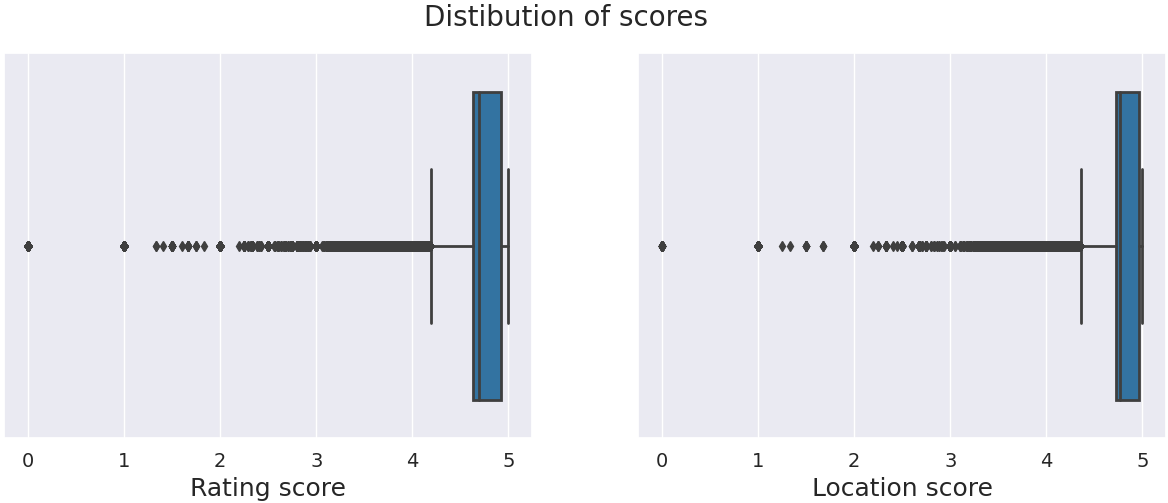 Distibution of scores
0 1 2 3 4 5
Rating score
0 1 2 3 4 5
Location score